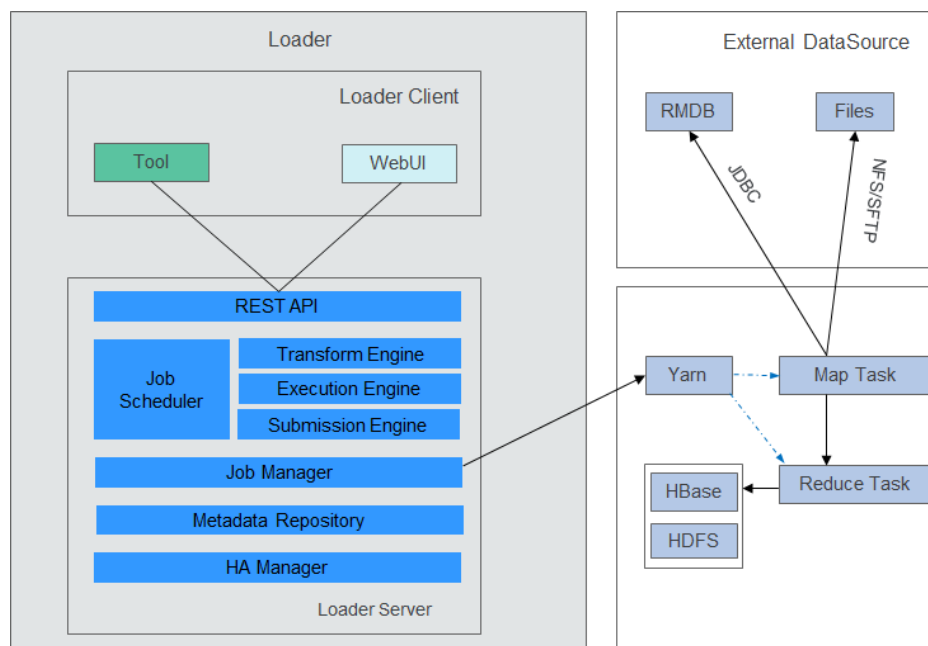 Loader
Loader Client
Tool
WebUI
REST API
Job
Scheduler
Transform Engine
Execution Engine
Submission Engine
Job Manager
Metadata Repository
HA Manager
Loader Server
External DataSource
RMDB
Files
JDBC
NFS/SFTP
Yarn
Map Task
Reduce Task
HBase
HDFS